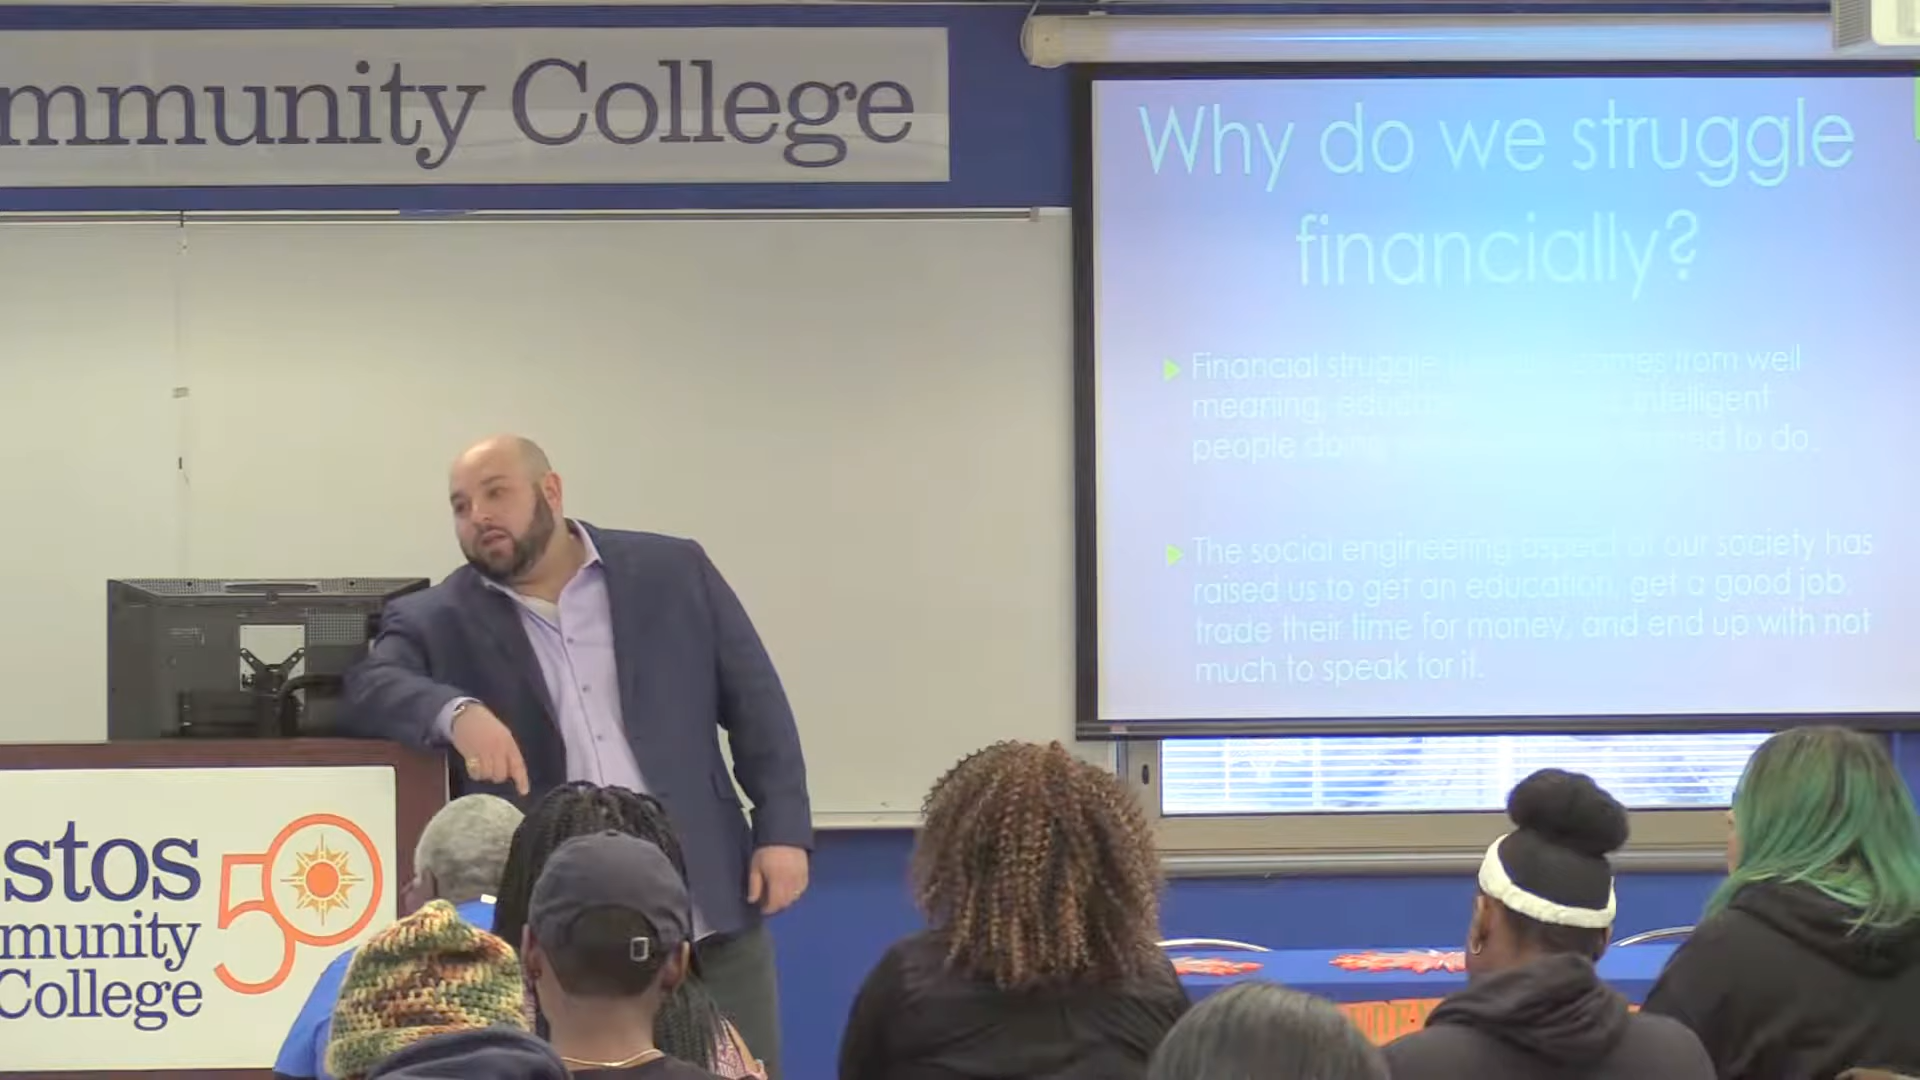 mmunity College
Why do we struggle
financially?
Financial struggle comes from well
meaning, intelligent
people doing to do.
The social engineering aspect of our society has
raised us to get an education, get a good job,
trade their time for money, and end up with not
much to speak for it.
stos
munity
College
50